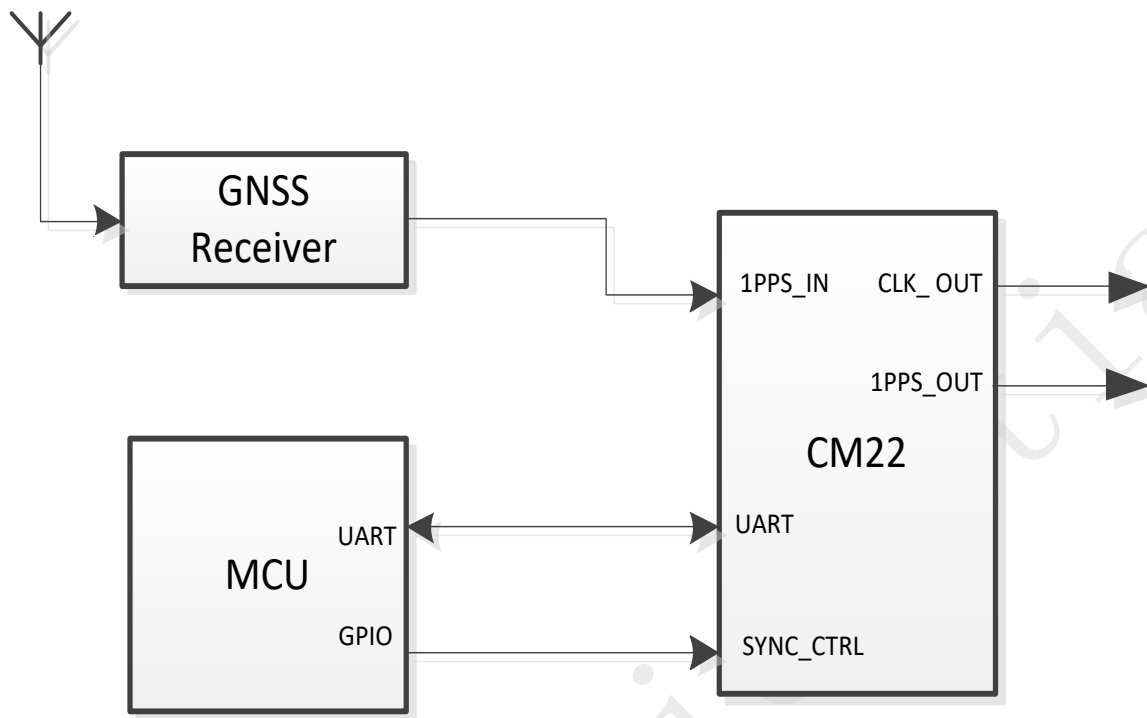 GNSS
Receiver
1PPS_IN
CLK_ OUT
1PPS_OUT
CM22
UART
SYNC_CTRL
UART
MCU
GPIO